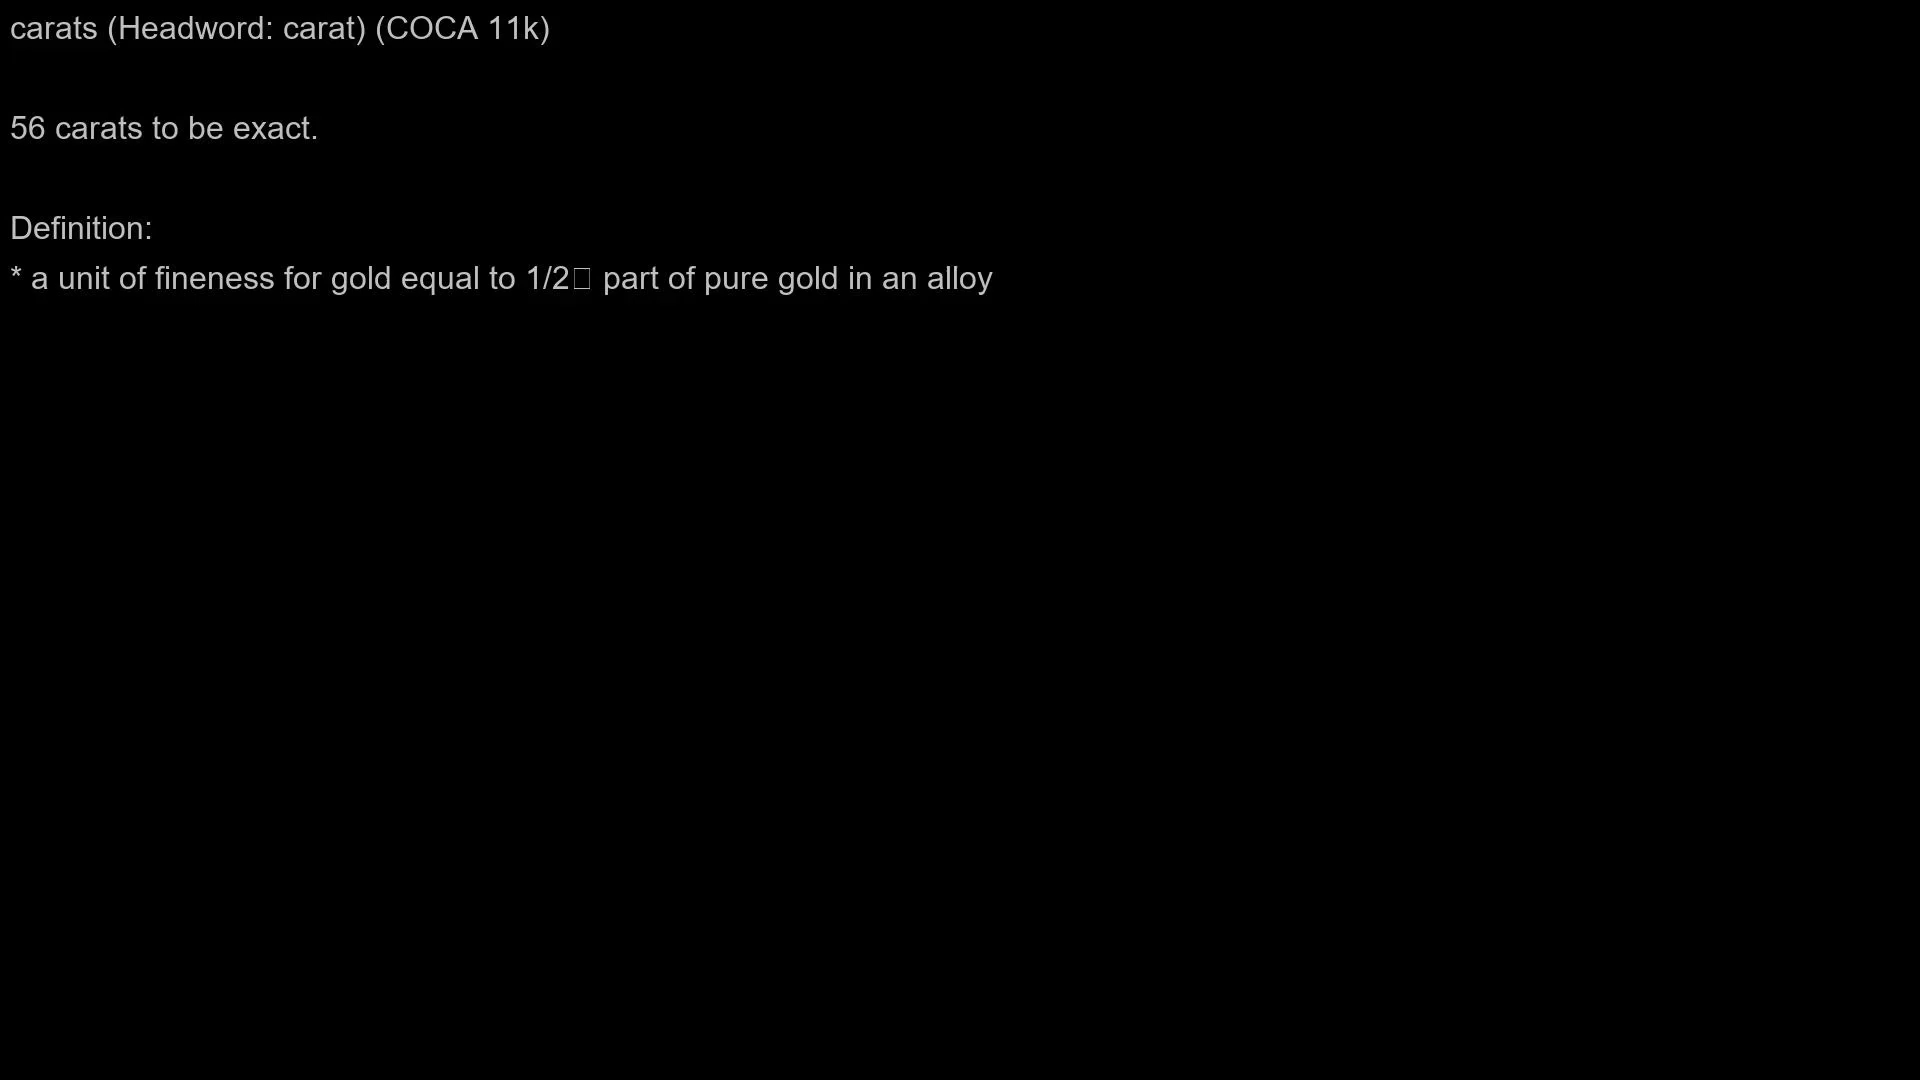 carats (Headword: carat) (COCA 11k)
56 carats to be exact.
Definition:
* a unit of fineness for gold equal to 1/2□ part of pure gold in an alloy